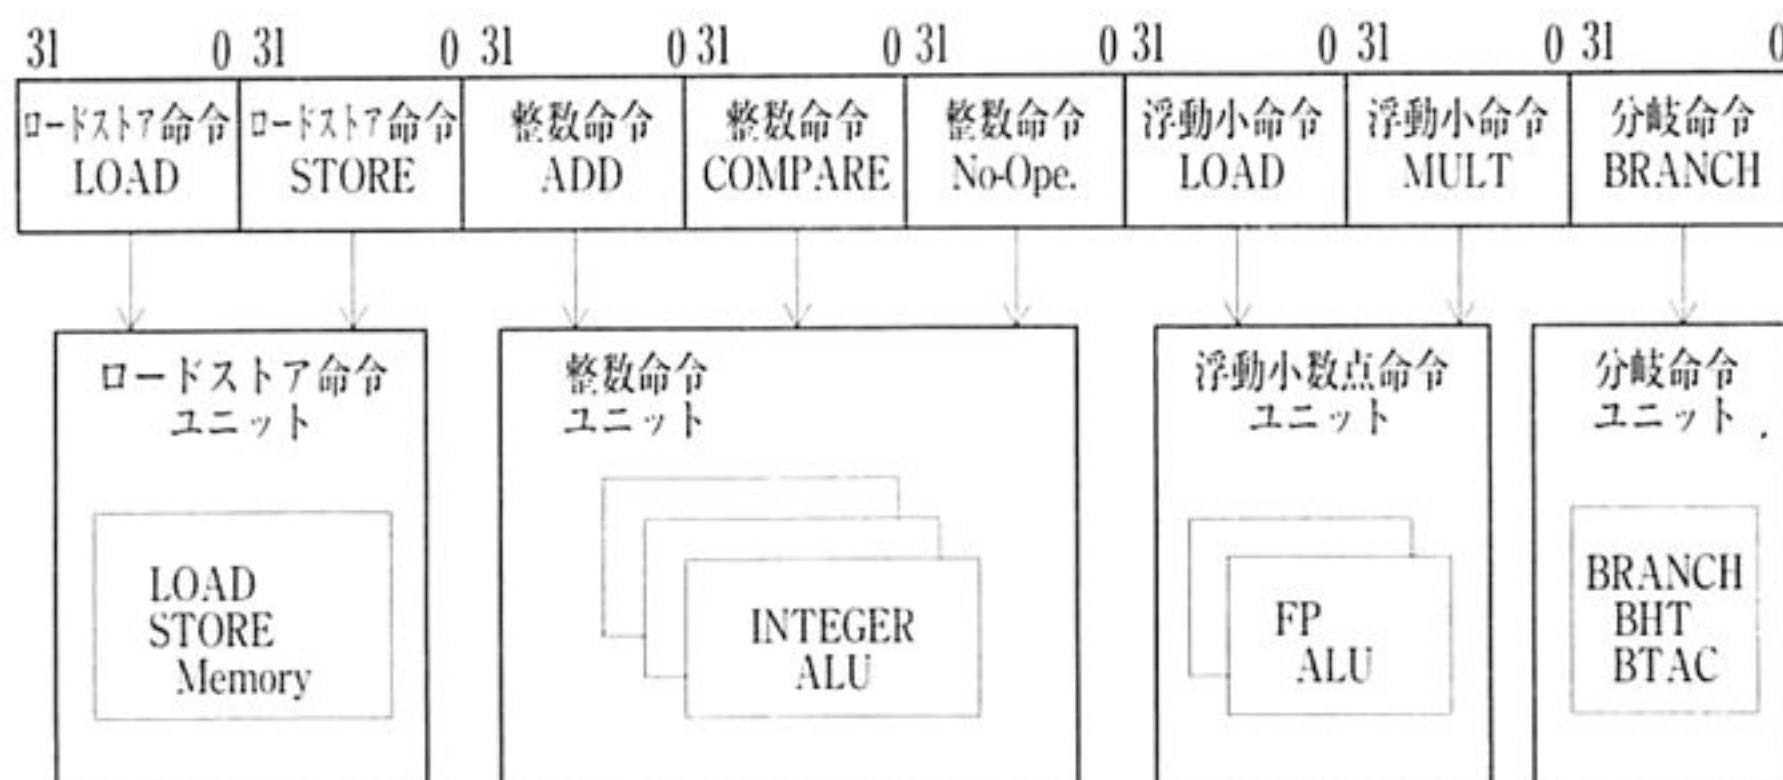 31 0 31 0 31 0 31 0 31 0 31 0 31 0 31 0
ロードストア命令 ロードストア命令 整数命令 整数命令 整数命令 浮動小命令 浮動小命令 分岐命令
LOAD STORE ADD COMPARE No-Ope. LOAD MULT BRANCH
ロードストア命令
ユニット
LOAD
STORE
Memory
整数命令
ユニット
INTEGER
ALU
浮動小数点命令
ユニット
FP
ALU
分岐命令
ユニット
BRANCH
BHT
BTAC